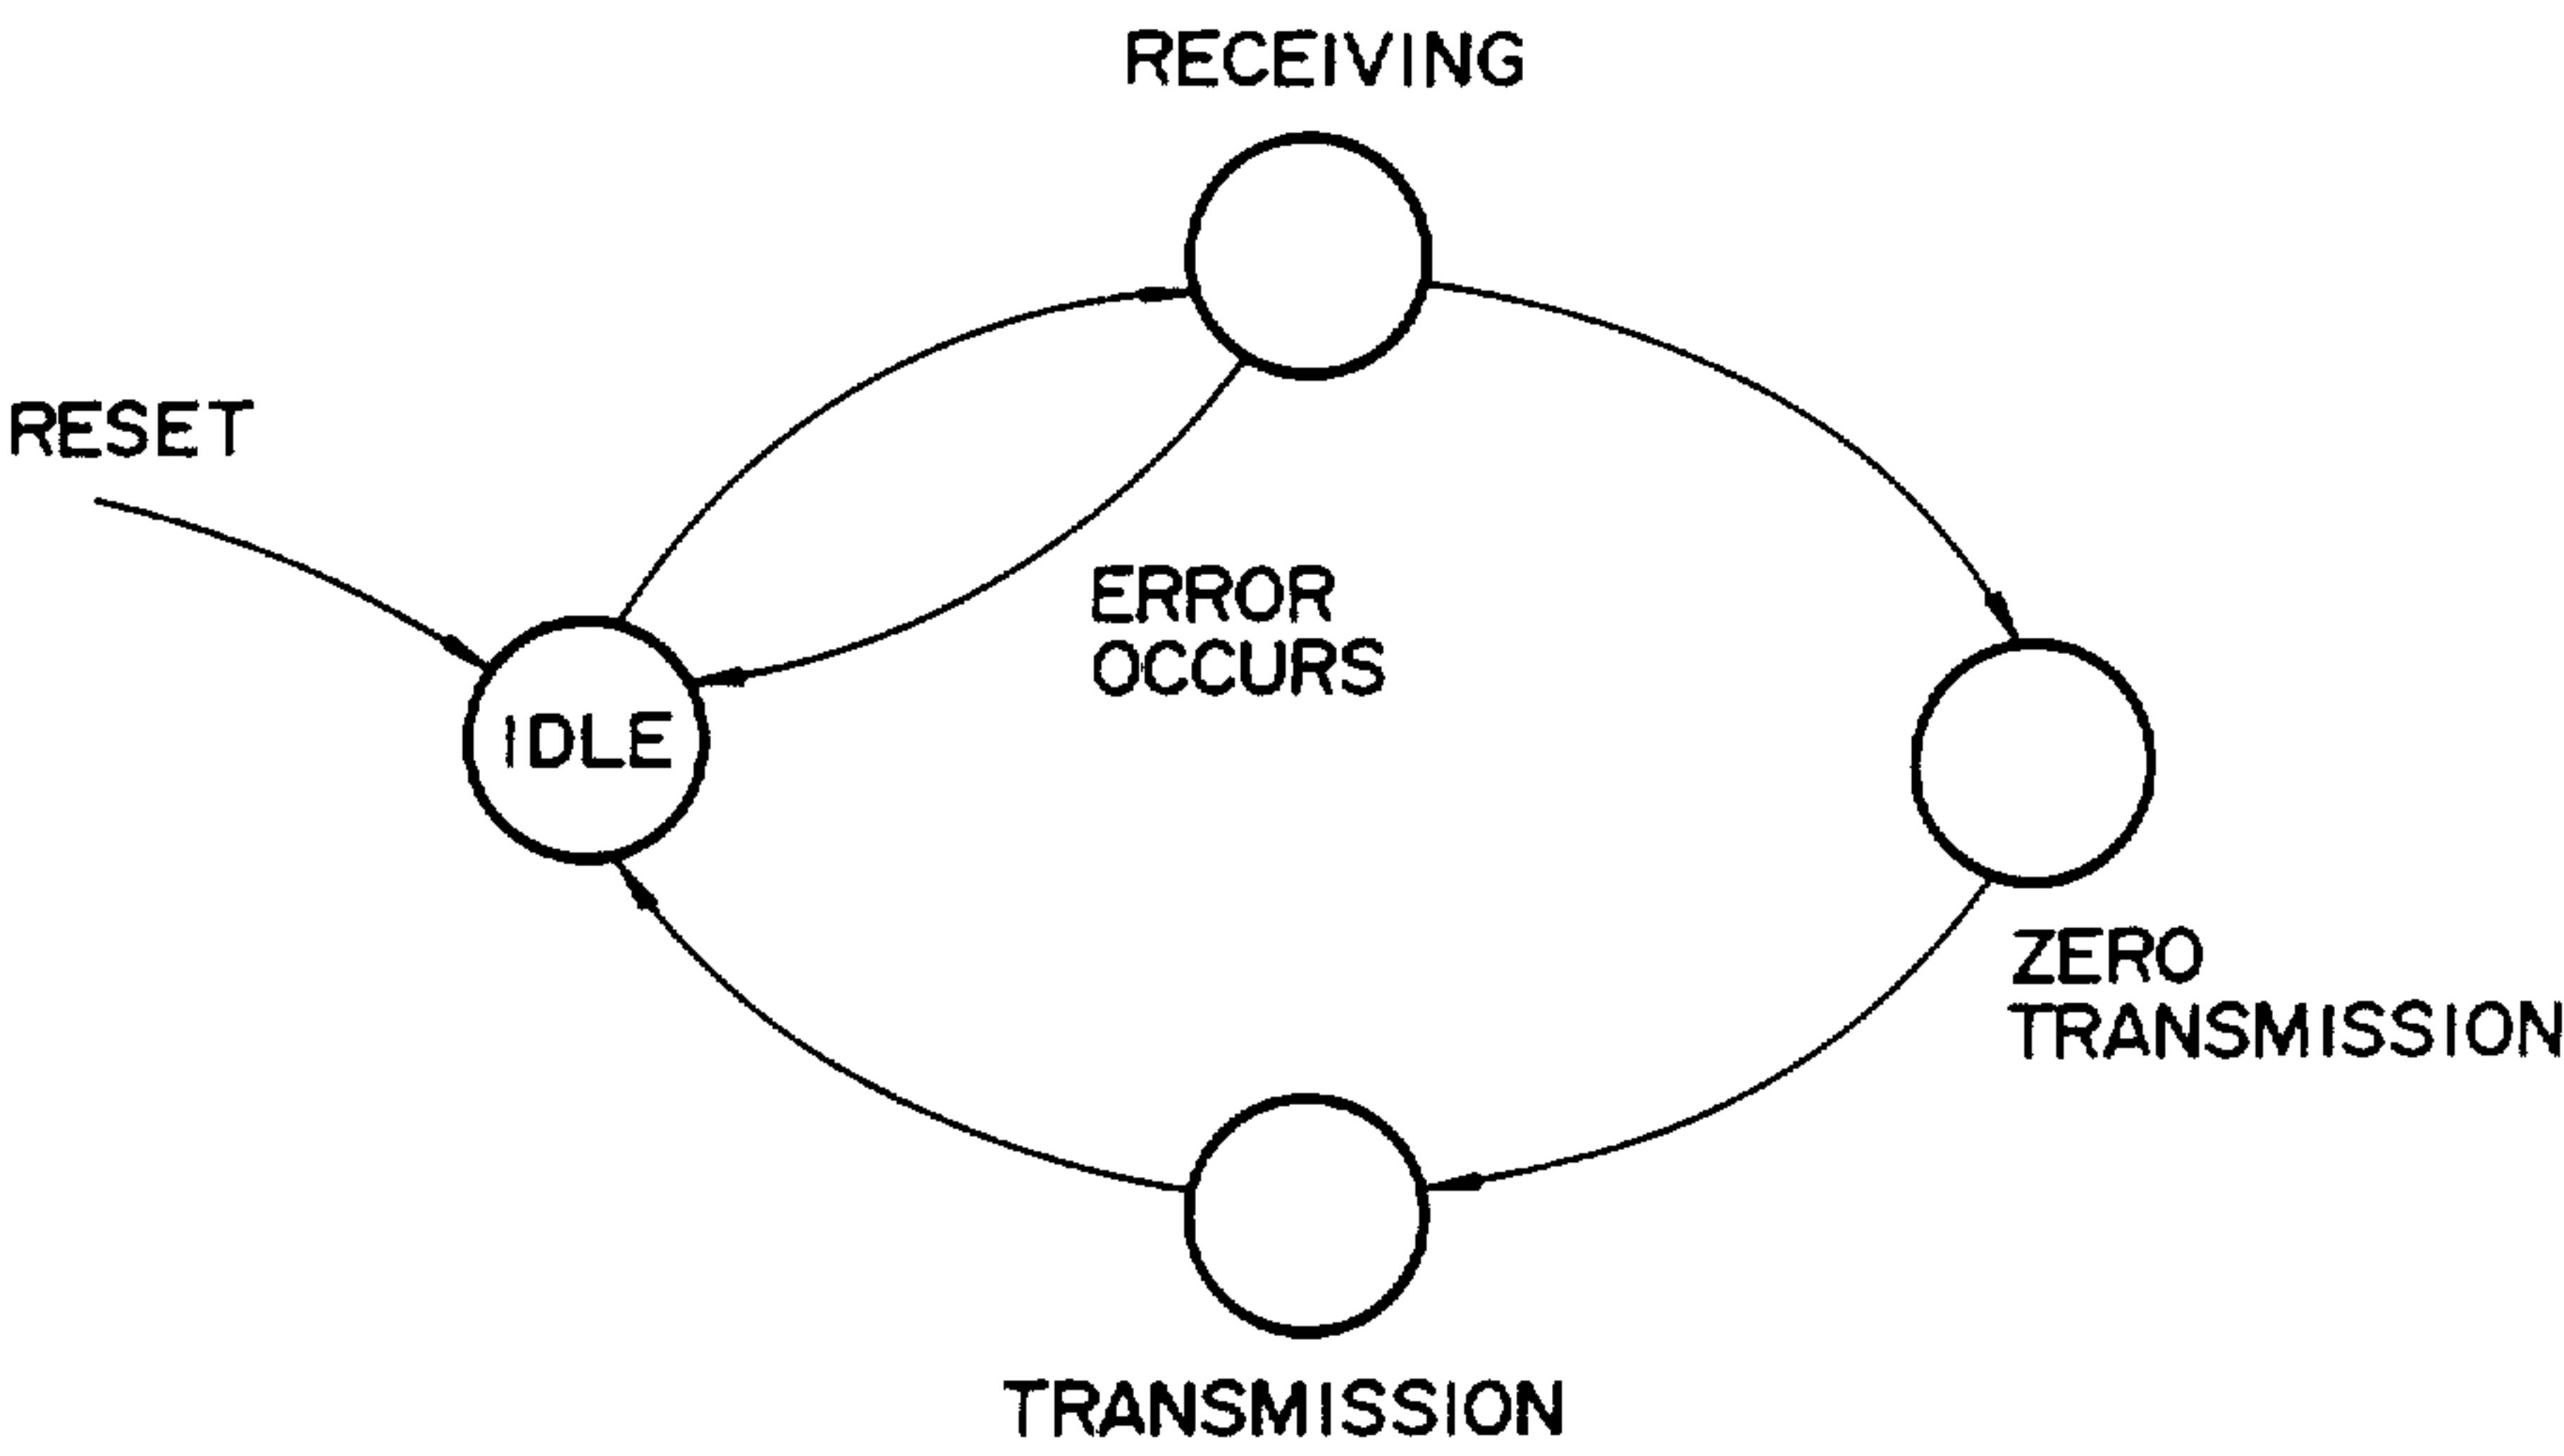 RECEIVING
RESET
ERROR
OCCURS
IDLE
ZERO
TRANSMISSION
TRANSMISSION